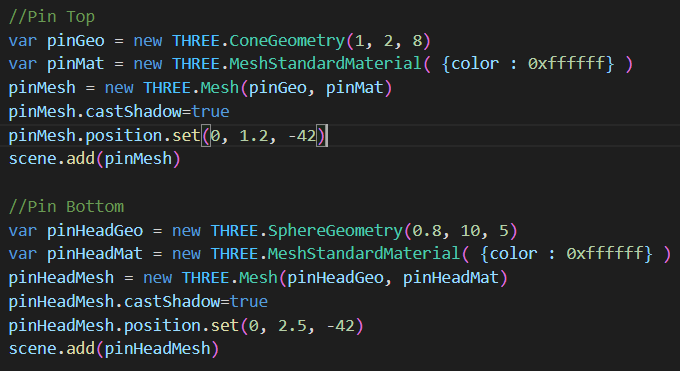 //Pin Top
var pinGeo = new THREE.ConeGeometry(1, 2, 8)
var pinMat = new THREE.MeshStandardMaterial( {color : 0xffffff} )
pinMesh = new THREE.Mesh(pinGeo, pinMat)
pinMesh.castShadow=true
pinMesh.position.set(0, 1.2, -42)
scene.add(pinMesh)

//Pin Bottom
var pinHeadGeo = new THREE.SphereGeometry(0.8, 10, 5)
var pinHeadMat = new THREE.MeshStandardMaterial( {color : 0xffffff} )
pinHeadMesh = new THREE.Mesh(pinHeadGeo, pinHeadMat)
pinHeadMesh.castShadow=true
pinHeadMesh.position.set(0, 2.5, -42)
scene.add(pinHeadMesh)